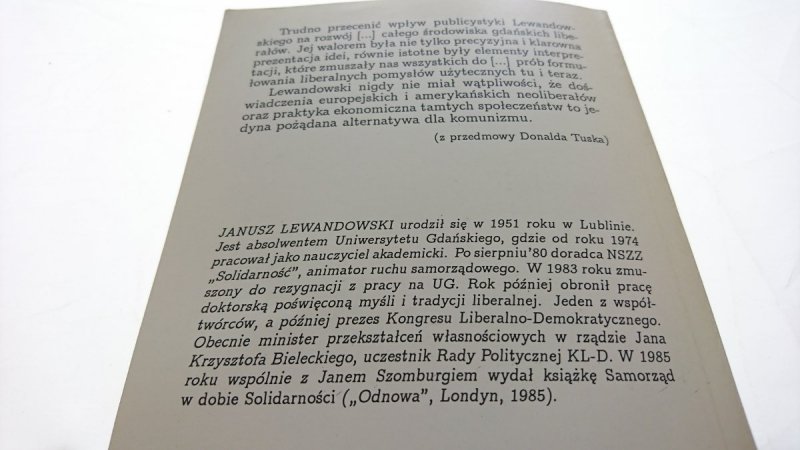 Trudno przecenić wpływ publicystyki Lewandow-
skiego na rozwój [...] całego środowiska gdańskich libe-
rałów. Jej walorem była nie tylko precyzyjna i klarowna
prezentacja idei, równie istotne były elementy interpre-
tacji, które zmuszały nas wszystkich do [...] prób formu-
łowania liberalnych pomysłów użytecznych tu i teraz.
Lewandowski nigdy nie miał wątpliwości, że doś-
wiadczenia europejskich i amerykańskich neoliberałów
oraz praktyka ekonomiczna tamtych społeczeństw to je-
dyna pożądana alternatywa dla komunizmu.
(z przedmowy Donalda Tuska)
JANUSZ LEWANDOWSKI urodził się w 1951 roku w Lublinie.
Jest absolwentem Uniwersytetu Gdańskiego, gdzie od roku 1974
pracował jako nauczyciel akademicki. Po sierpniu'80 doradca NSZZ
„Solidarność”, animator ruchu samorządowego. W 1983 roku zmu-
szony do rezygnacji z pracy na UG. Rok później obronił pracę
doktorską poświęconą myśli i tradycji liberalnej. Jeden z współ-
twórców, a później prezes Kongresu Liberalno-Demokratycznego.
Obecnie minister przekształceń własnościowych w rządzie Jana
Krzysztofa Bieleckiego, uczestnik Rady Politycznej KL-D. W 1985
roku wspólnie z Janem Szomburgiem wydał książkę Samorząd
w dobie Solidarności („Odnowa”, Londyn, 1985).